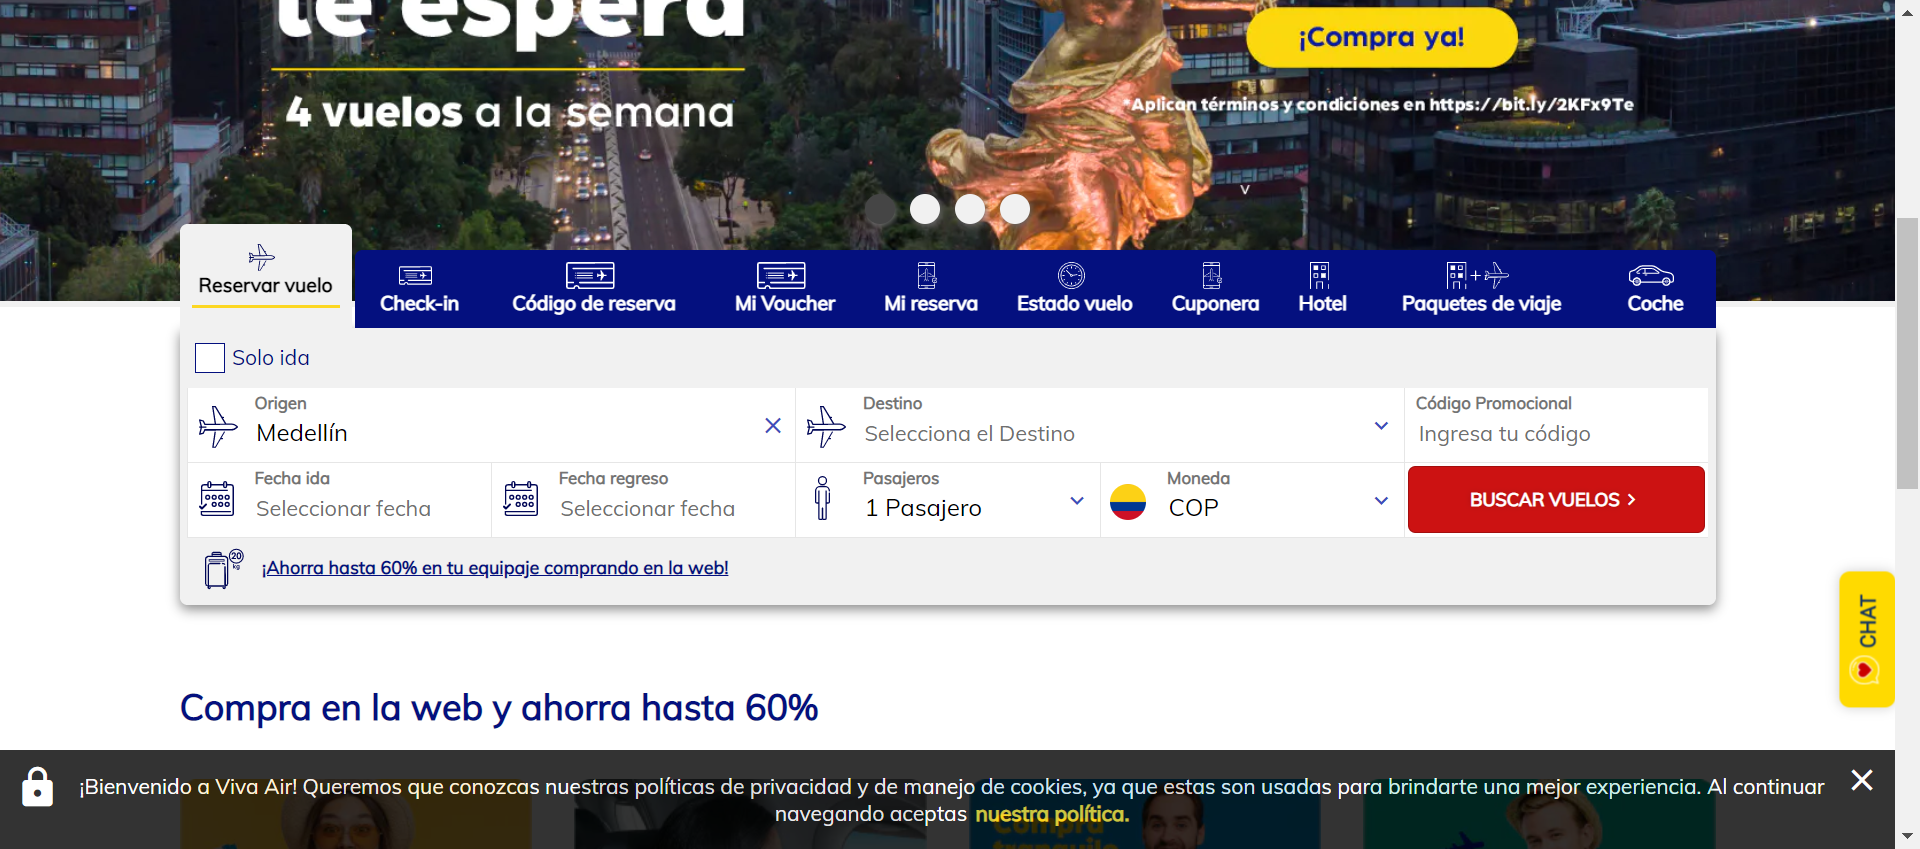 te espera
4 vuelos a la semana
¡Compra ya!
*Aplican términos y condiciones en https://bit.ly/2KFx9Te
V
Reservar vuelo
Check-in
Código de reserva
Mi Voucher
Mi reserva
Estado vuelo
Cuponera
Hotel
Paquetes de viaje
Coche
Solo ida
Origen
Medellín
Destino
Selecciona el Destino
Código Promocional
Ingresa tu código
Fecha ida
Seleccionar fecha
Fecha regreso
Seleccionar fecha
Pasajeros
1 Pasajero
Moneda
COP
BUSCAR VUELOS >
20 kg
¡Ahorra hasta 60% en tu equipaje comprando en la web!
CHAT
Compra en la web y ahorra hasta 60%
¡Bienvenido a Viva Air! Queremos que conozcas nuestras políticas de privacidad y de manejo de cookies, ya que estas son usadas para brindarte una mejor experiencia. Al continuar
navegando aceptas nuestra política.
Compra
tranquilo